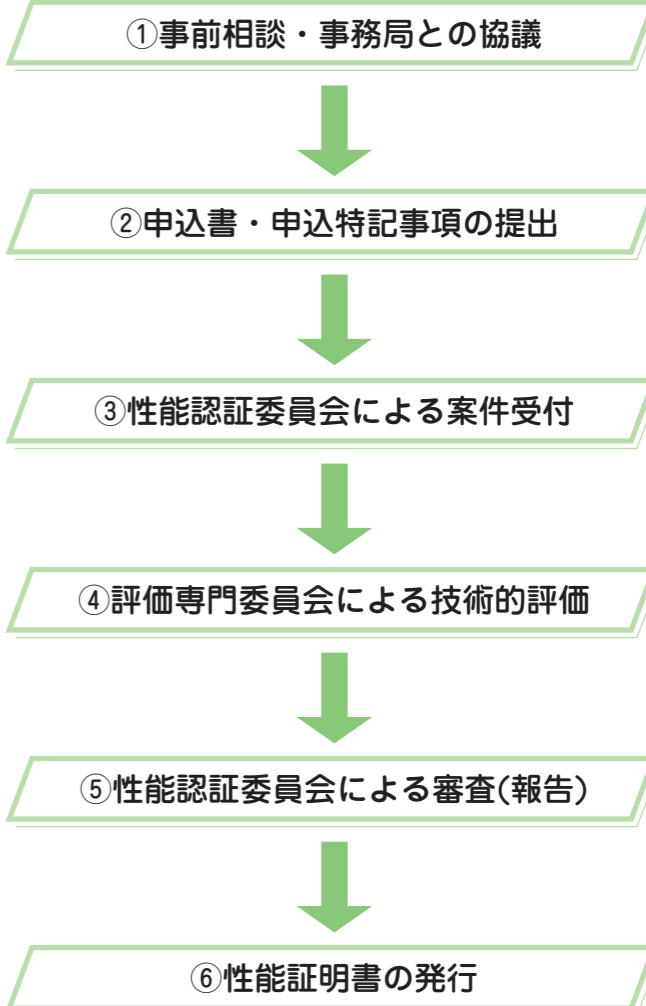 ①事前相談・事務局との協議
②申込書・申込特記事項の提出
③性能認証委員会による案件受付
④評価専門委員会による技術的評価
⑤性能認証委員会による審査(報告)
⑥性能証明書の発行